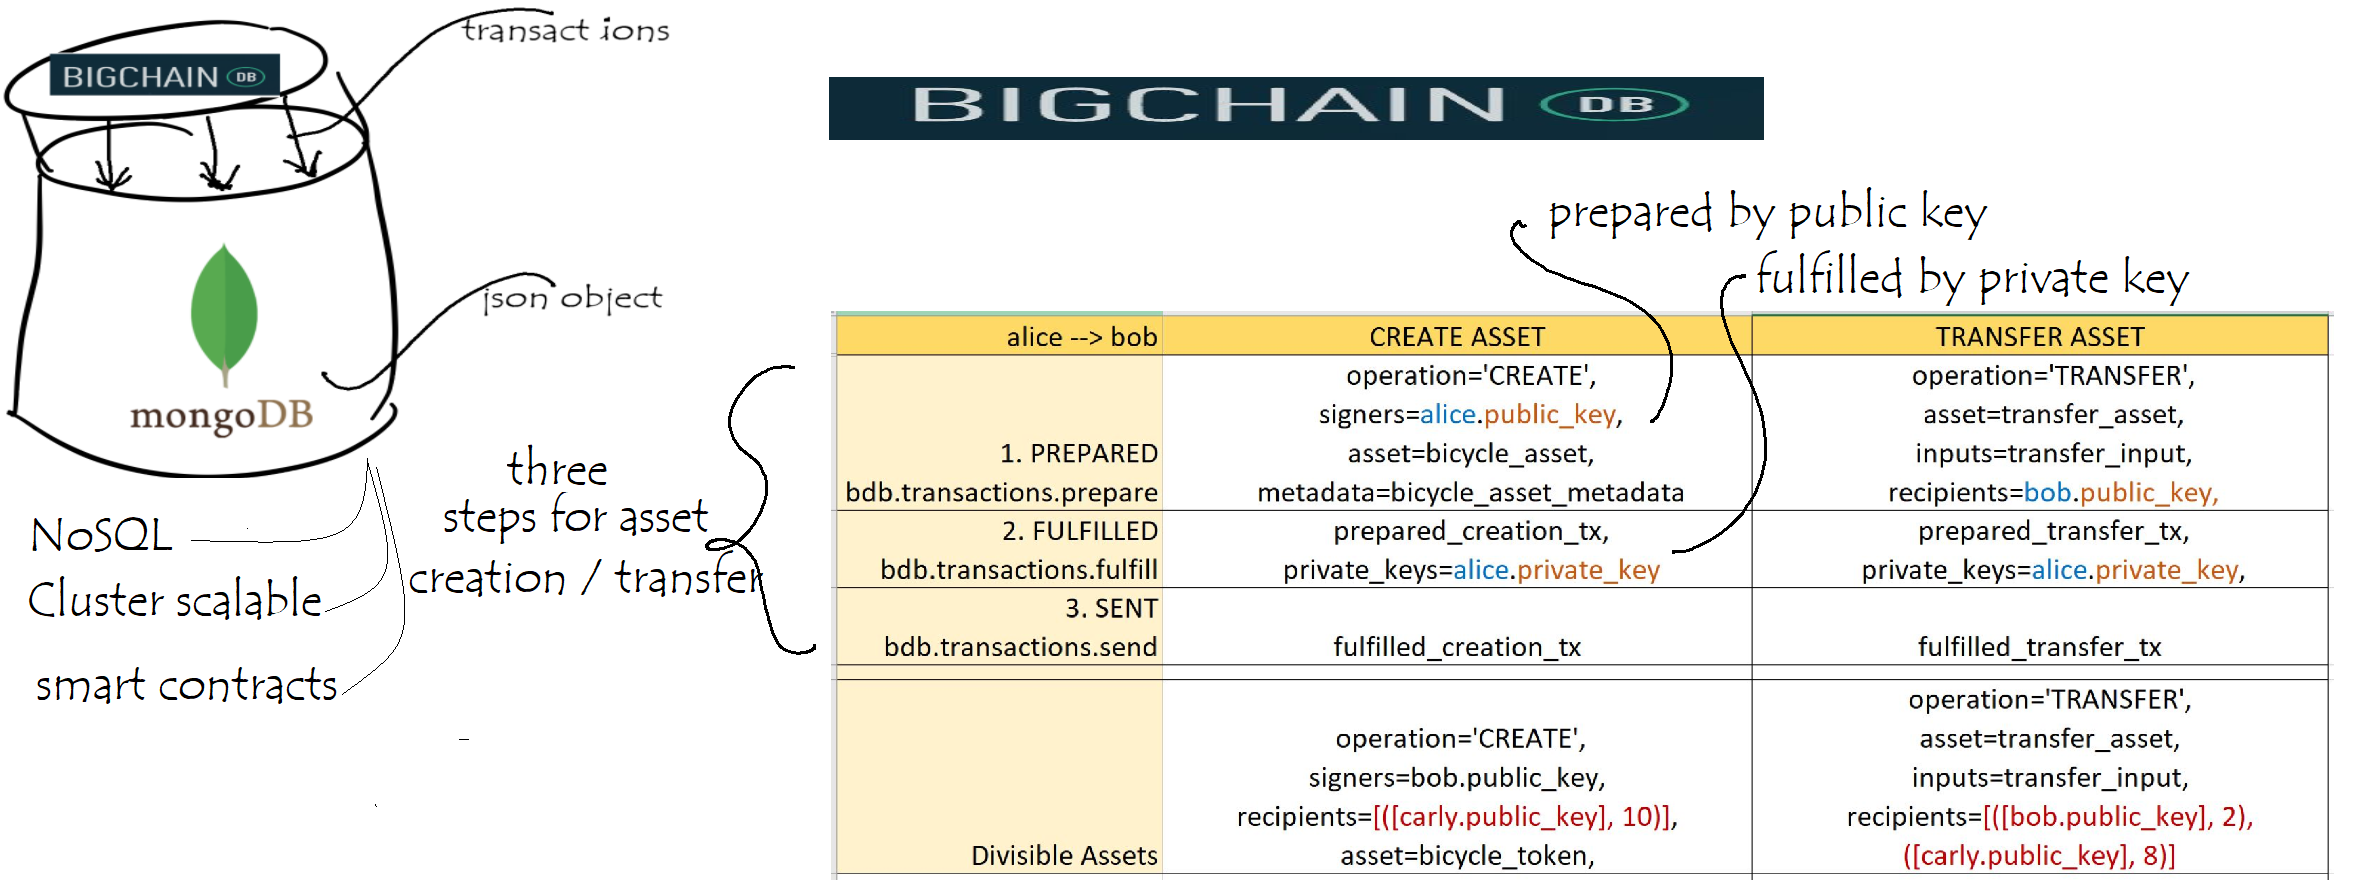 transact ions
BIGCHAIN DB
json object
mongoDB
NoSQL
Cluster scalable
smart contracts
three
steps for asset
creation / transfer
BIGCHAIN DB
prepared by public key
fulfilled by private key
alice --> bob
CREATE ASSET
TRANSFER ASSET
1. PREPARED
bdb.transactions.prepare
operation='CREATE',
signers=alice.public_key,
asset=bicycle_asset,
metadata=bicycle_asset_metadata
operation='TRANSFER',
asset=transfer_asset,
inputs=transfer_input,
recipients=bob.public_key,
2. FULFILLED
bdb.transactions.fulfill
prepared_creation_tx,
private_keys=alice.private_key
prepared_transfer_tx,
private_keys=alice.private_key,
3. SENT
bdb.transactions.send
fulfilled_creation_tx
fulfilled_transfer_tx
Divisible Assets
operation='CREATE',
signers=bob.public_key,
recipients=[([carly.public_key], 10)],
asset=bicycle_token,
operation='TRANSFER',
asset=transfer_asset,
inputs=transfer_input,
recipients=[([bob.public_key], 2),
([carly.public_key], 8)]